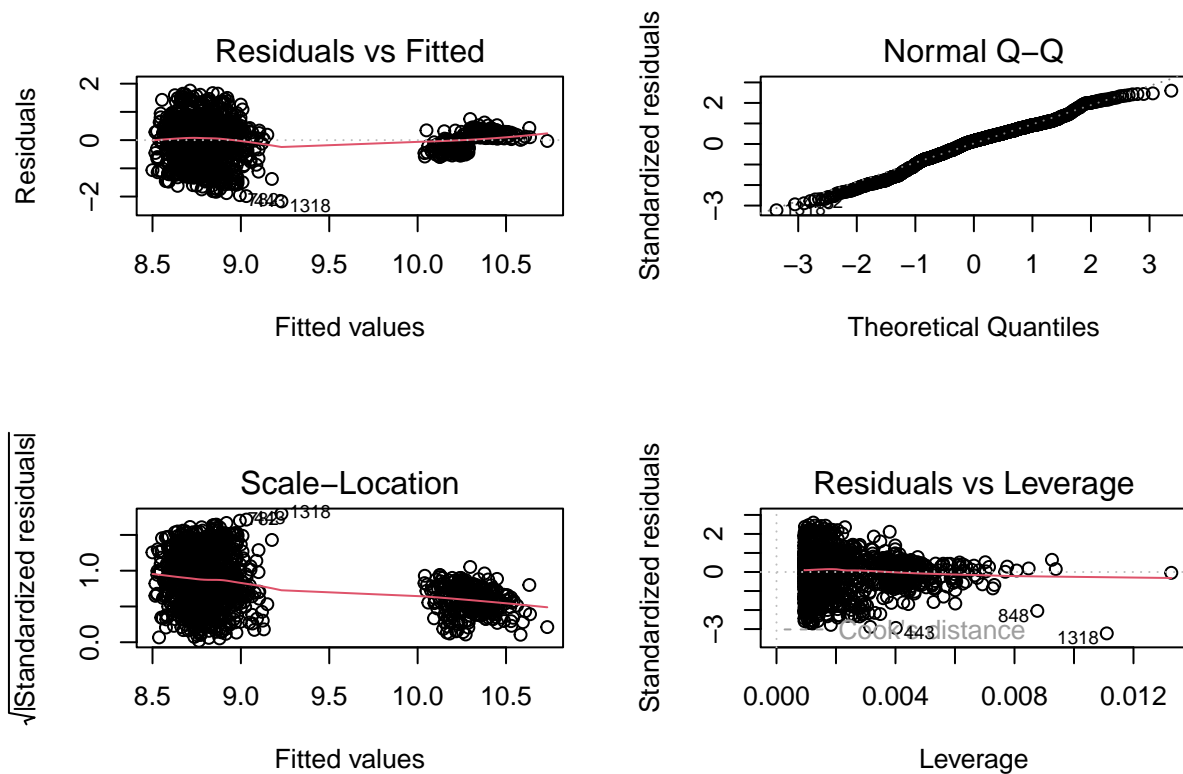 Residuals vs Fitted
Residuals
2
0
−2
1318
8.5 9.0 9.5 10.0 10.5
Fitted values
Normal Q−Q
Standardized residuals
2
0
−3
−3 −2 −1 0 1 2 3
Theoretical Quantiles
Scale−Location
√|Standardized residuals|
1.0
0.0
1318
8.5 9.0 9.5 10.0 10.5
Fitted values
Residuals vs Leverage
Standardized residuals
2
0
−3
848
443
1318
Cook's distance
0.000 0.004 0.008 0.012
Leverage